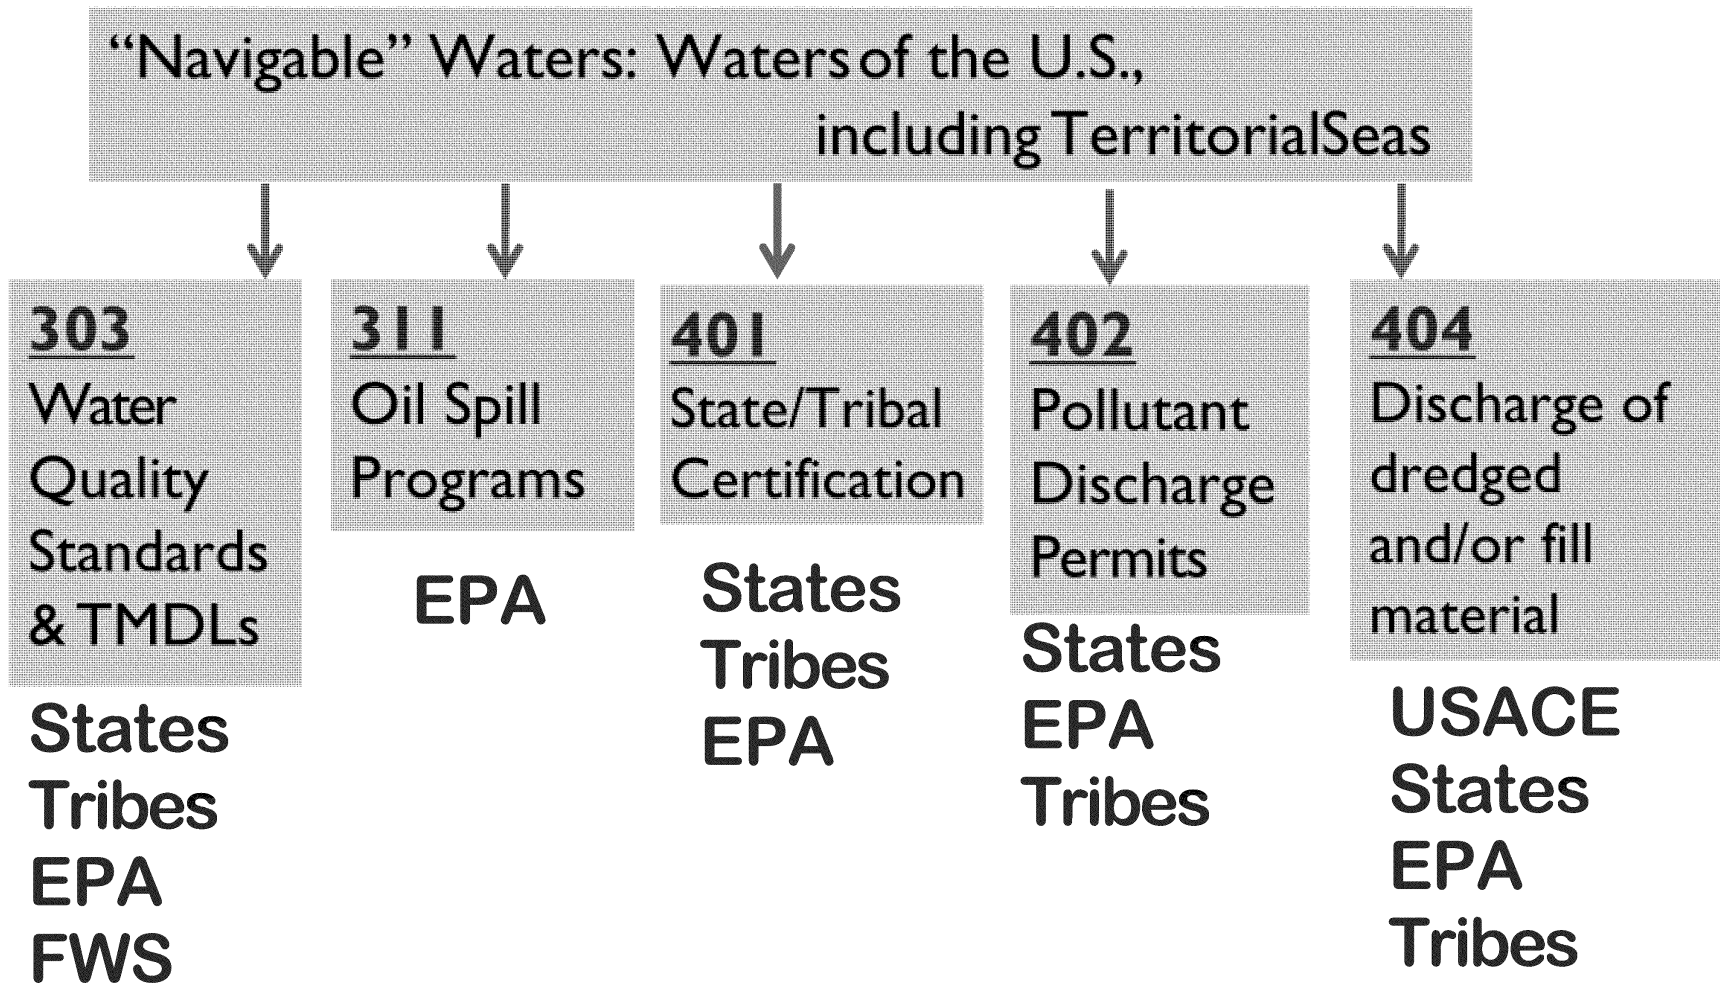 “Navigable” Waters: Waters of the U.S.,
including TerritorialSeas
303
Water
Quality
Standards
& TMDLs
States
Tribes
EPA
FWS
311
Oil Spill
Programs
EPA
401
State/Tribal
Certification
States
Tribes
EPA
402
Pollutant
Discharge
Permits
States
EPA
Tribes
404
Discharge of
dredged
and/or fill
material
USACE
States
EPA
Tribes